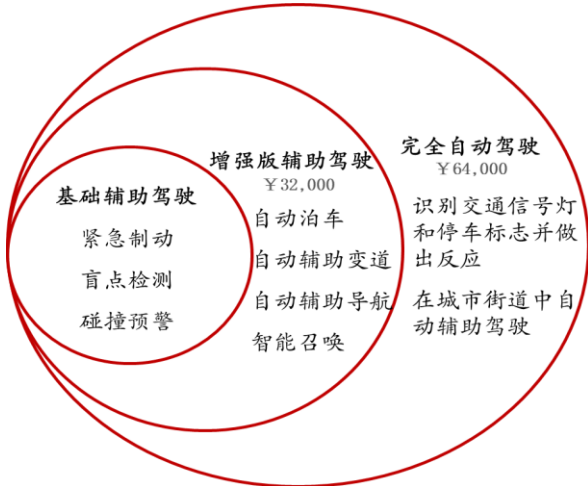 基础辅助驾驶
紧急制动
盲点检测
碰撞预警
增强版辅助驾驶
￥32,000
自动泊车
自动辅助变道
自动辅助导航
智能召唤
完全自动驾驶
￥64,000
识别交通信号灯
和停车标志并做
出反应
在城市街道中自
动辅助驾驶